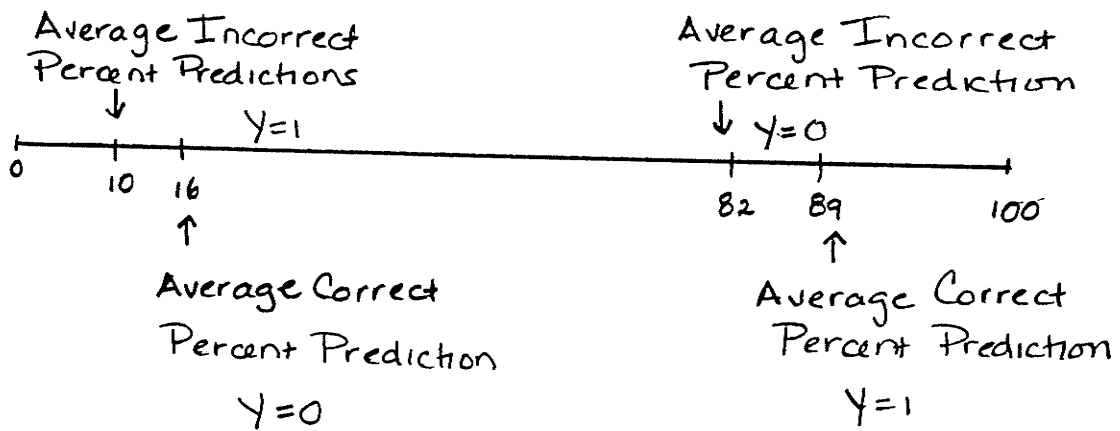 Average Incorrect
Percent Predictions
Y=1
Average Incorrect
Percent Prediction
Y=0
0
10
16
82
89
100
Average Correct
Percent Prediction
Y=0
Average Correct
Percent Prediction
Y=1